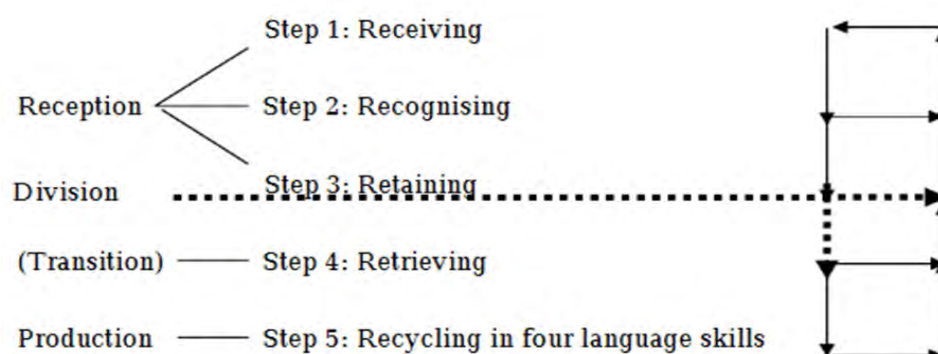 Step 1: Receiving
Reception Step 2: Recognising
Step 3: Retaining
Division
(Transition) Step 4: Retrieving
Production Step 5: Recycling in four language skills